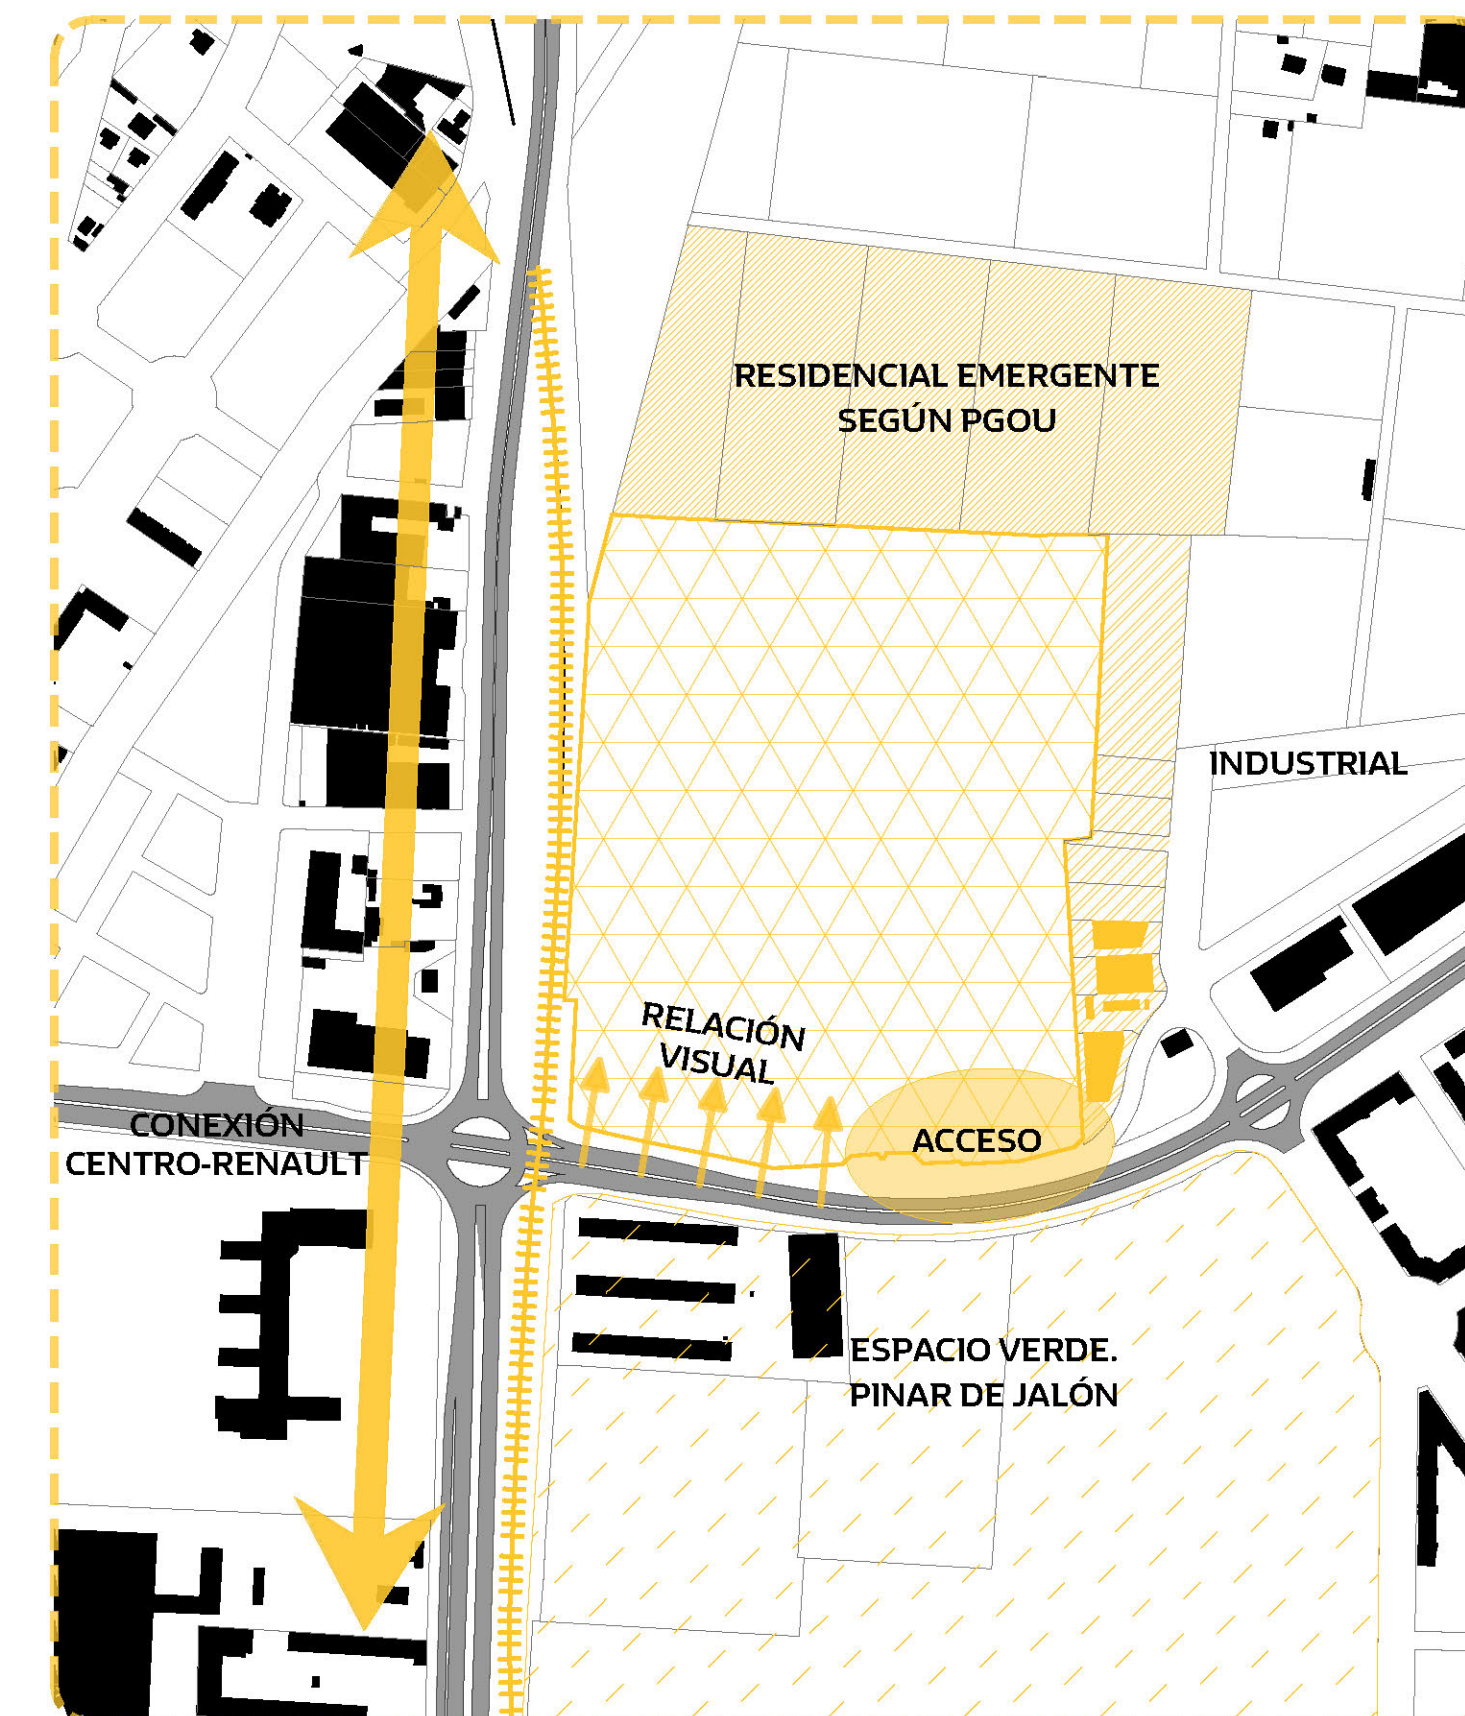 RESIDENCIAL EMERGENTE
SEGÚN PGOU
INDUSTRIAL
RELACIÓN
VISUAL
CONEXIÓN
CENTRO-RENAULT
ACCESO
ESPACIO VERDE.
PINAR DE JALÓN